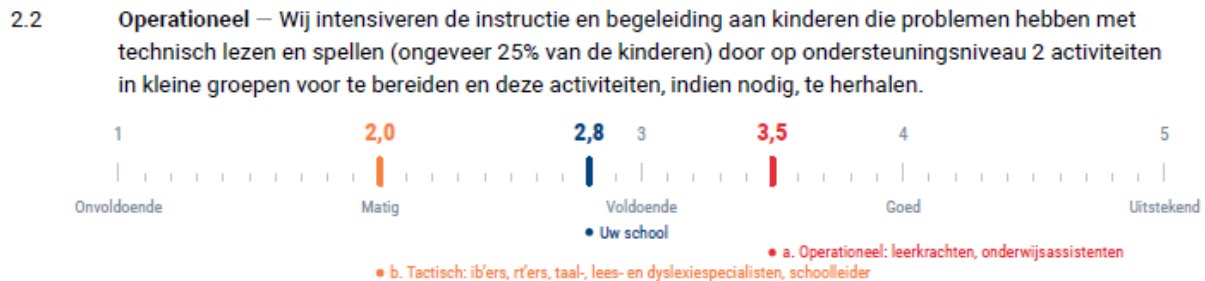 2.2 Operationeel — Wij intensiveren de instructie en begeleiding aan kinderen die problemen hebben met
technisch lezen en spellen (ongeveer 25% van de kinderen) door op ondersteuningsniveau 2 activiteiten
in kleine groepen voor te bereiden en deze activiteiten, indien nodig, te herhalen.
1 2,0 2,8 3 3,5 4 5
Onvoldoende Matig Voldoende Goed Uitstekend
• Uw school
• a. Operationeel: leerkrachten, onderwijsassistenten
• b. Tactisch: ib'ers, rt'ers, taal-, lees- en dyslexiespecialisten, schoolleider